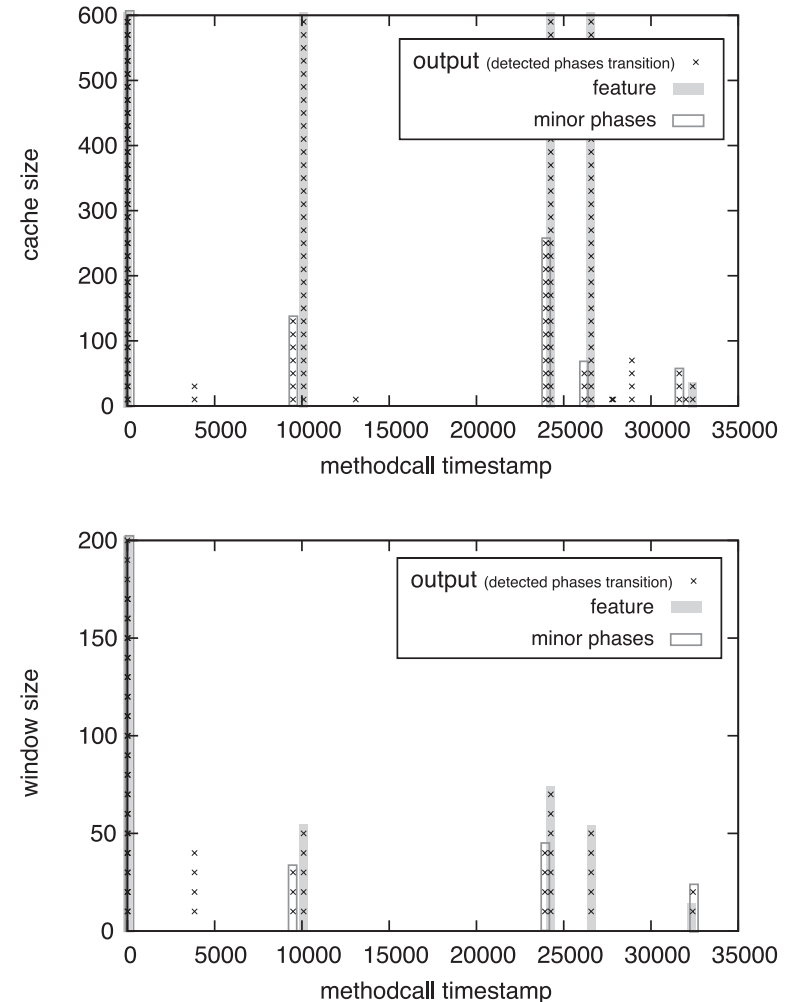 600
500
400
300
200
100
0
cache size
output (detected phases transition)
feature
minor phases
0 5000 10000 15000 20000 25000 30000 35000
methodcall timestamp
200
150
100
50
0
window size
output (detected phases transition)
feature
minor phases
0 5000 10000 15000 20000 25000 30000 35000
methodcall timestamp